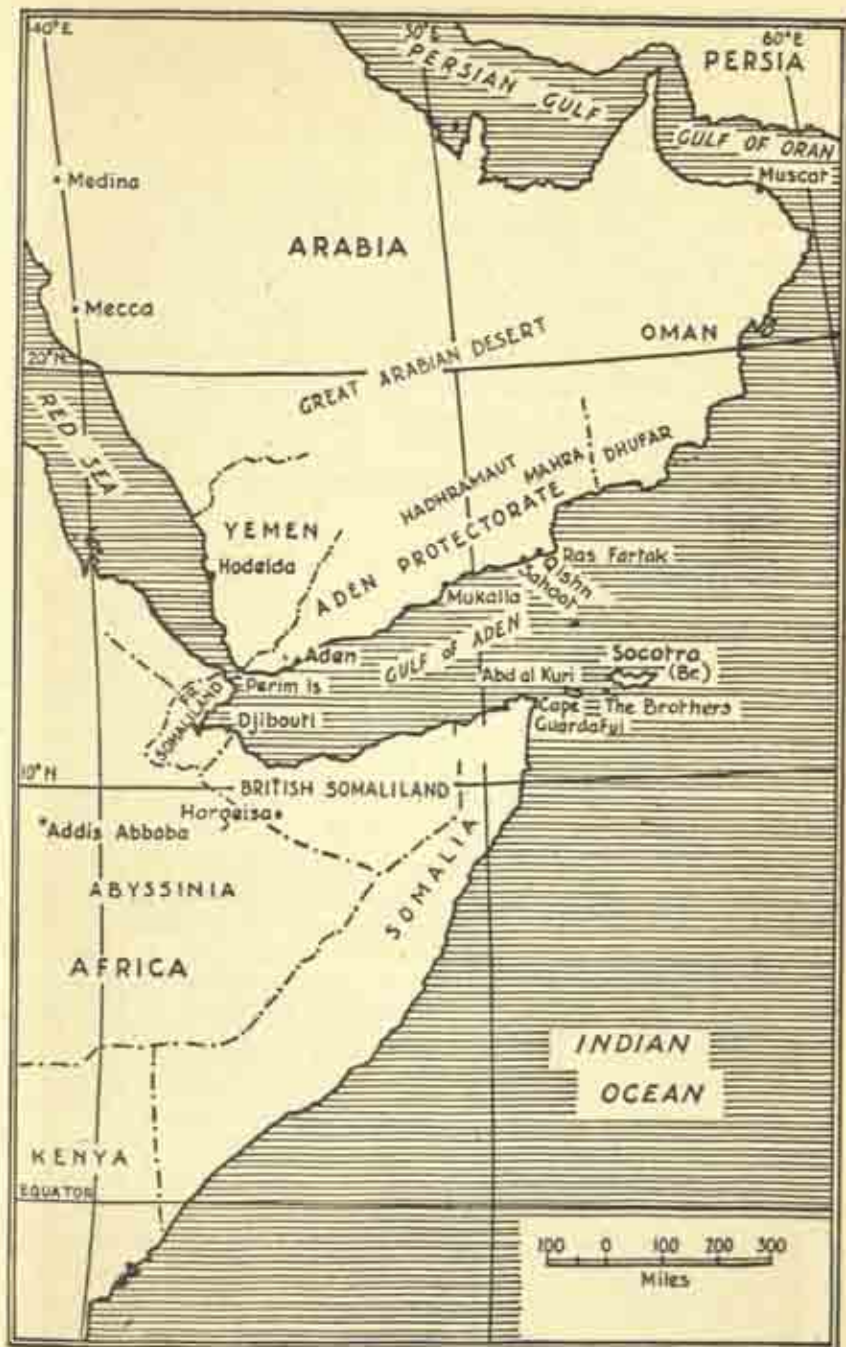 40°E
50°E
60°E
PERSIA
PERSIAN GULF
GULF OF ORAN
Muscat
Medina
ARABIA
Mecca
OMAN
20°N
GREAT ARABIAN DESERT
RED SEA
HADHRAMAUT
MAHRA
DHUFAR
YEMEN
ADEN PROTECTORATE
Hodeida
Ras Fartak
Qishn
Sahoot
Mukalla
GULF OF ADEN
Aden
Socotra
(Br.)
Abd al Kuri
FR.
SOMALILAND
Perim Is
Cape
Guardafui
The Brothers
Djibouti
10°N
BRITISH SOMALILAND
Hargeisa
Addis Abbaba
SOMALIA
ABYSSINIA
AFRICA
INDIAN
OCEAN
KENYA
EQUATOR
100 0 100 200 300
Miles